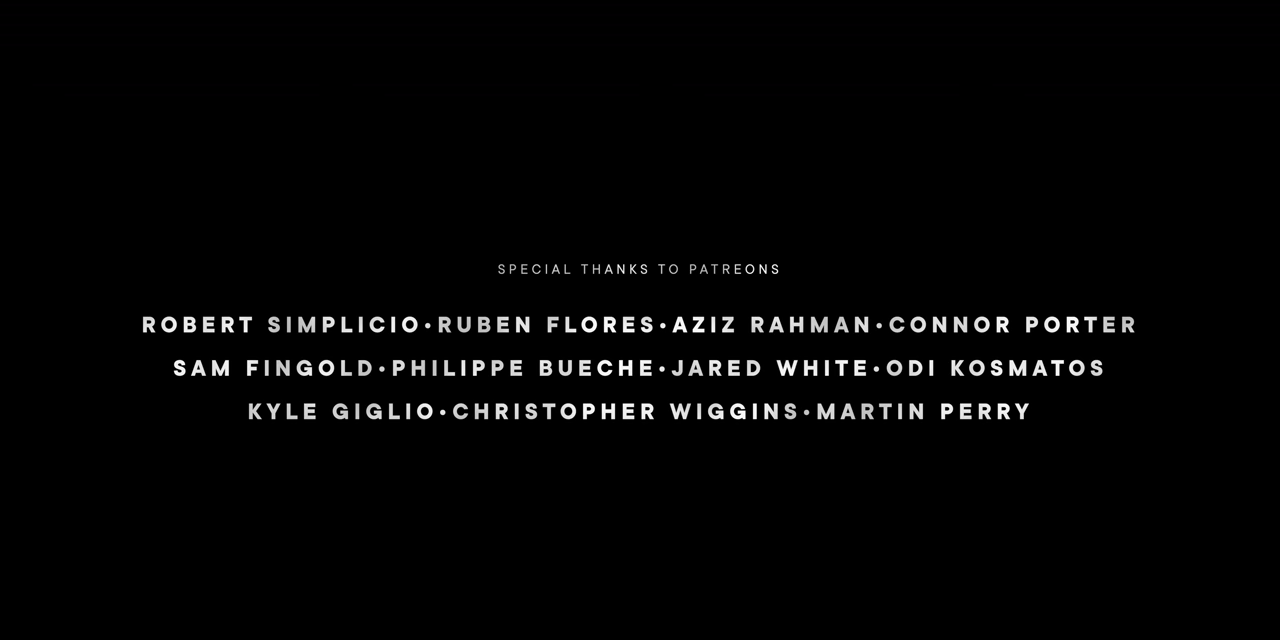 SPECIAL THANKS TO PATREONS
ROBERT SIMPLICIO•RUBEN FLORES•AZIZ RAHMAN•CONNOR PORTER
SAM FINGOLD•PHILIPPE BUECHE•JARED WHITE•ODI KOSMATOS
KYLE GIGLIO•CHRISTOPHER WIGGINS•MARTIN PERRY